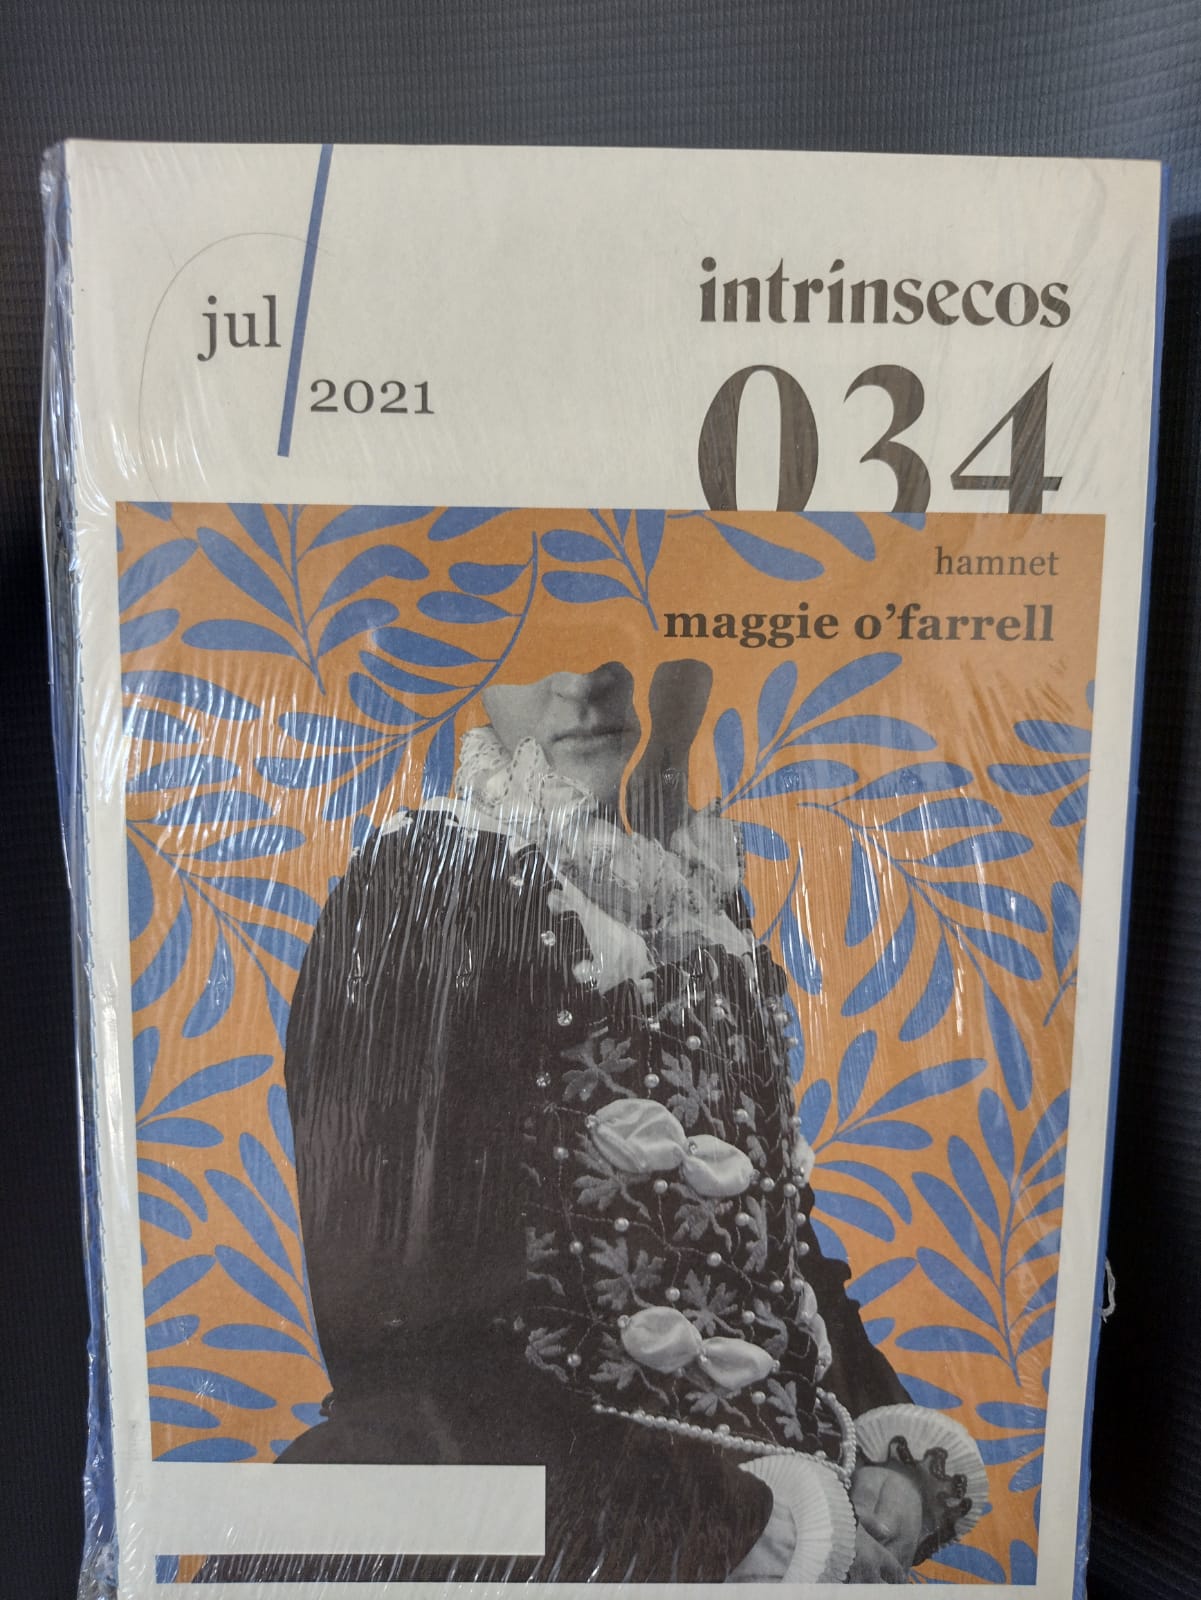 jul
2021
intrínsecos
034
hamnet
maggie o'farrell